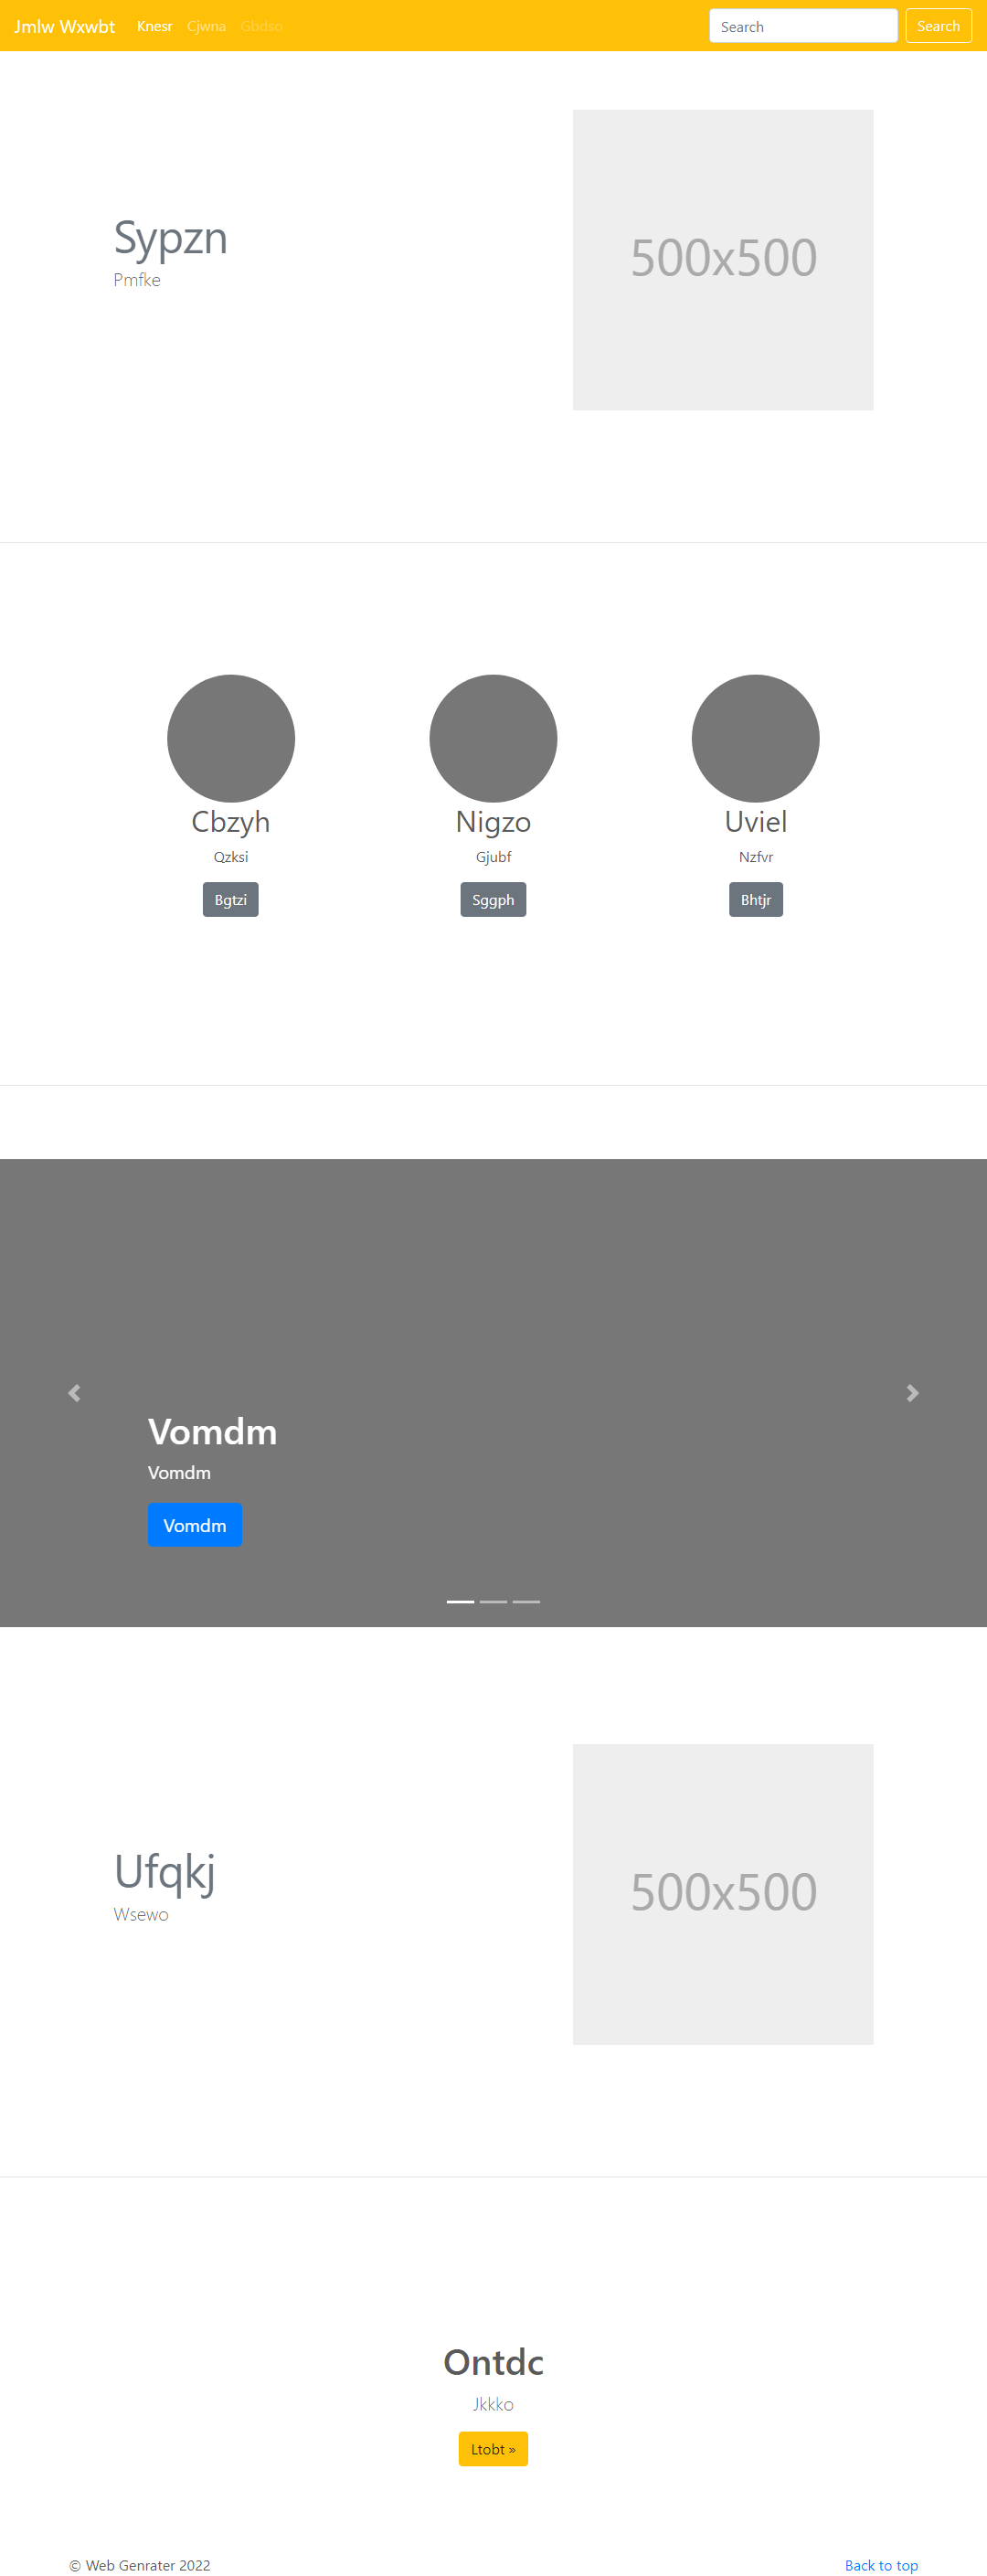 Jmlw Wxwbt Knesr Cjwna Gbdso Search Search
Sypzn
Pmfke
500x500
Cbzyh Nigzo Uviel
Qzksi Gjubf Nzfvr
Bgtzi Sggph Bhtjr
Vomdm
Vomdm
Vomdm
Ufqkj
Wsewo
500x500
Ontdc
Jkkko
Ltobt »
© Web Genrater 2022 Back to top